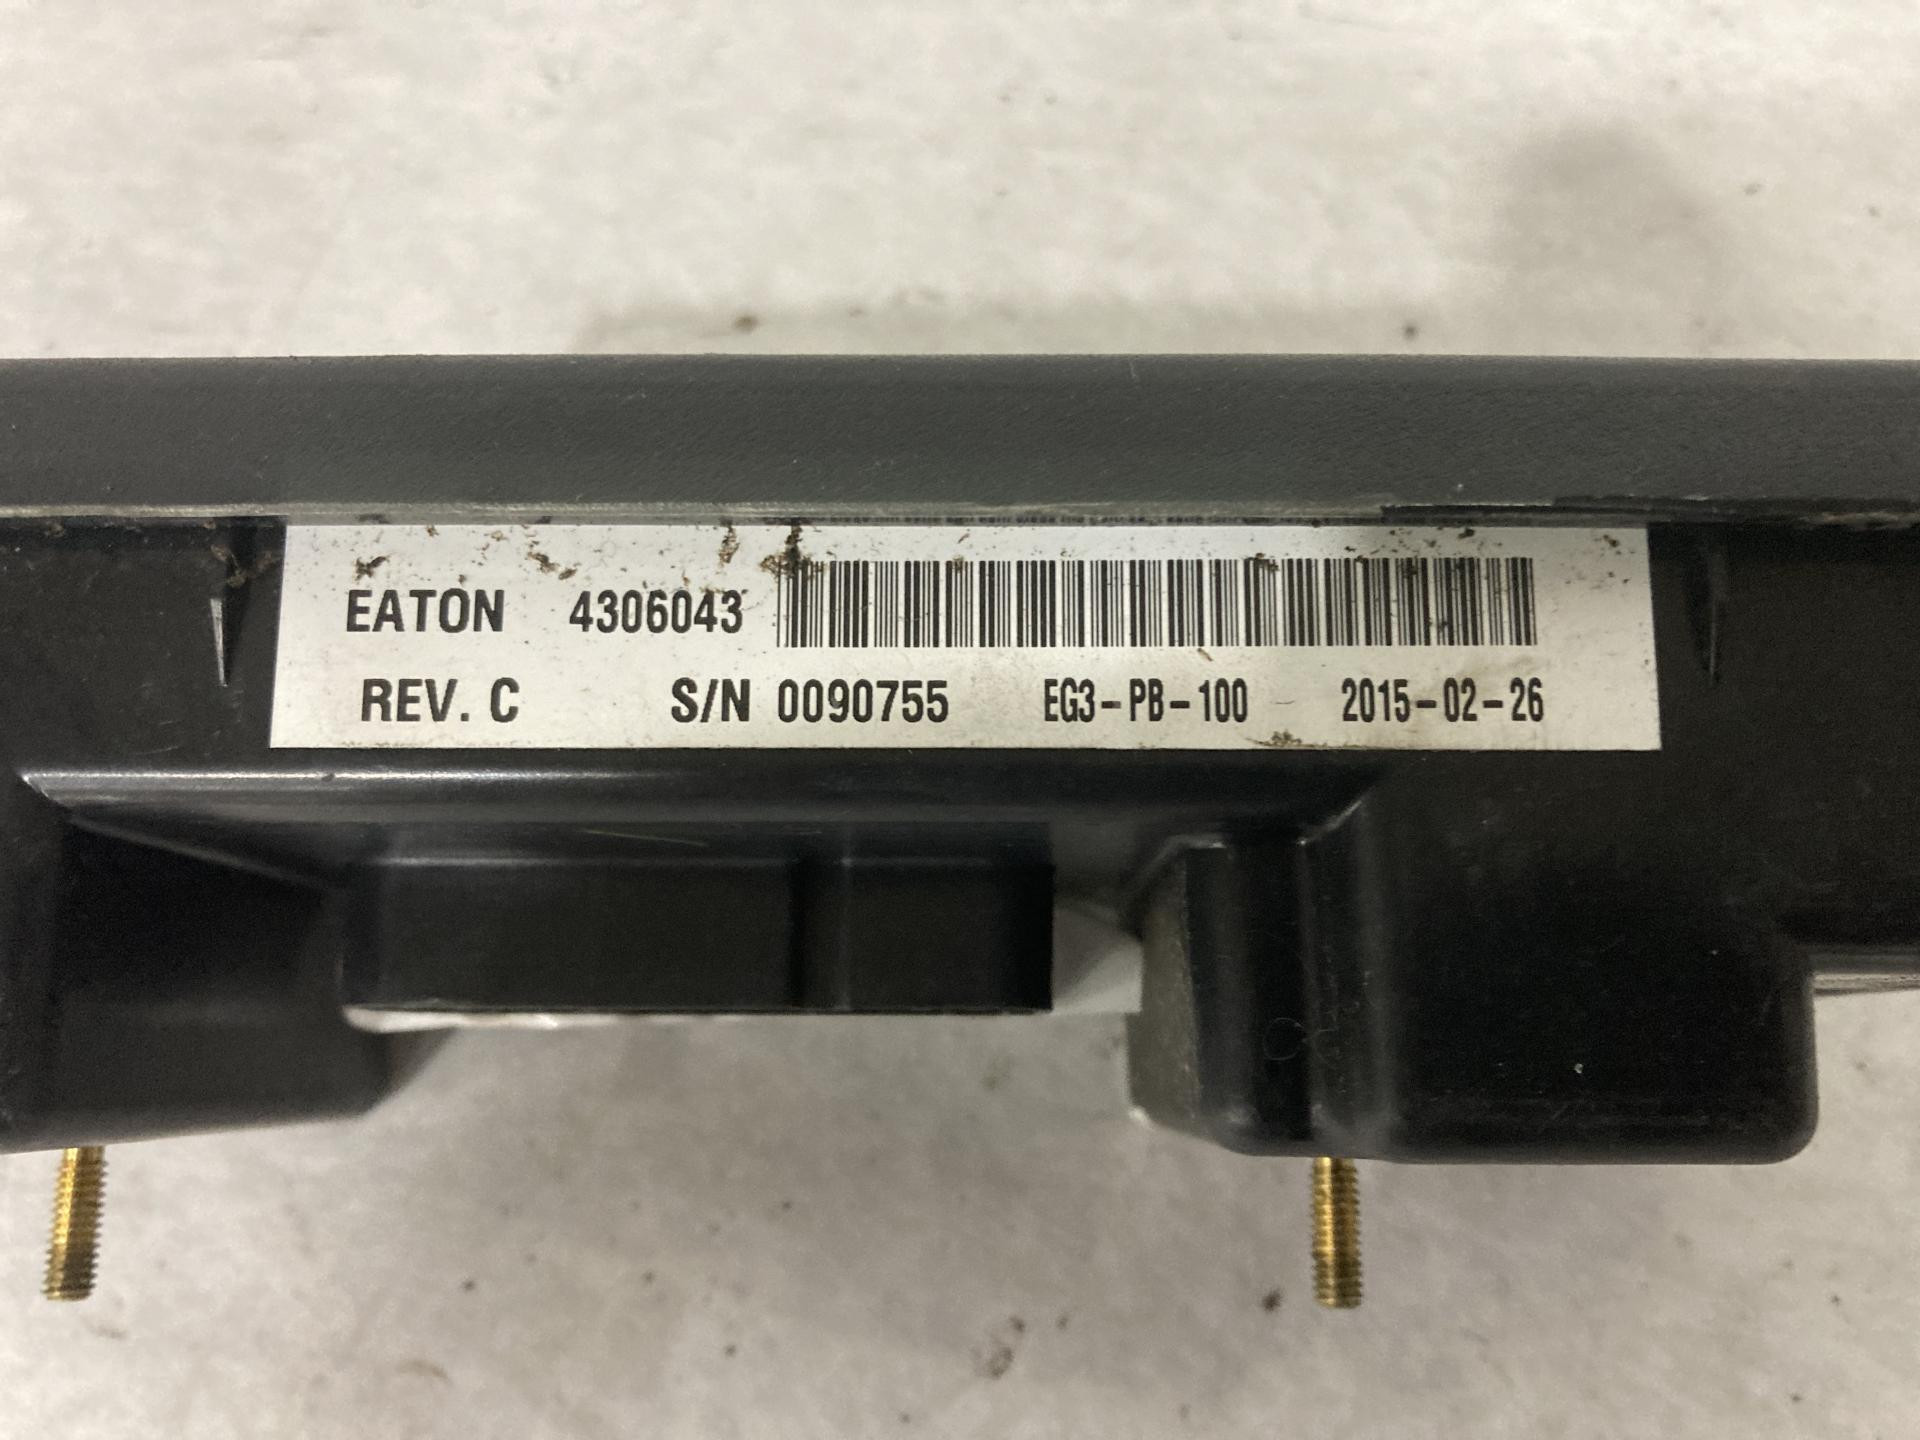 EATON 4306043
REV. C S/N 0090755 EG3-PB-100 2015-02-26